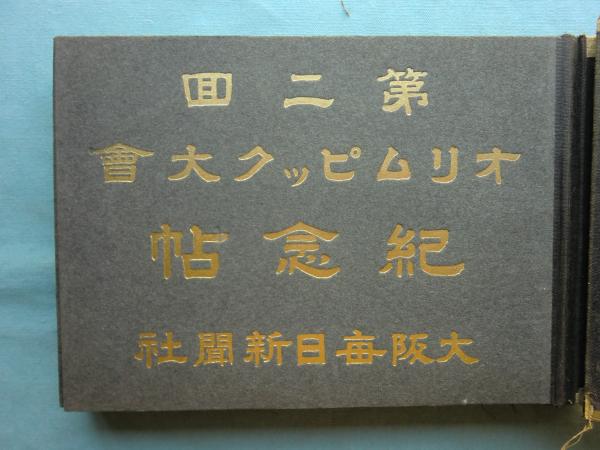 第二回
オリムピック大會
紀念帖
大阪毎日新聞社